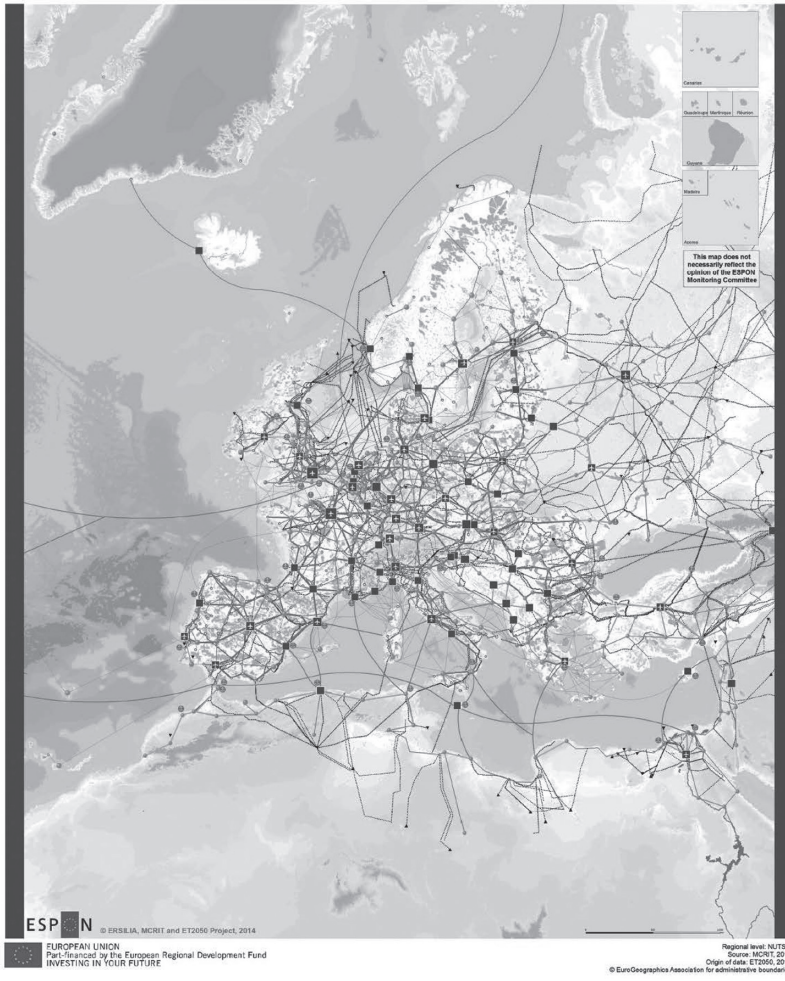 Canarias
Guadeloupe Martinique Réunion
Guyane
Madeira
Acores
This map does not
necessarily reflect the
opinion of the ESPON
Monitoring Committee
ESPON
© ERSILIA, MCRIT and ET2050 Project, 2014
EUROPEAN UNION
Part-financed by the European Regional Development Fund
INVESTING IN YOUR FUTURE
Regional level: NUTS
Source: MCRIT, 20
Origin of data: ET2050, 20
© EuroGeographics Association for administrative boundari